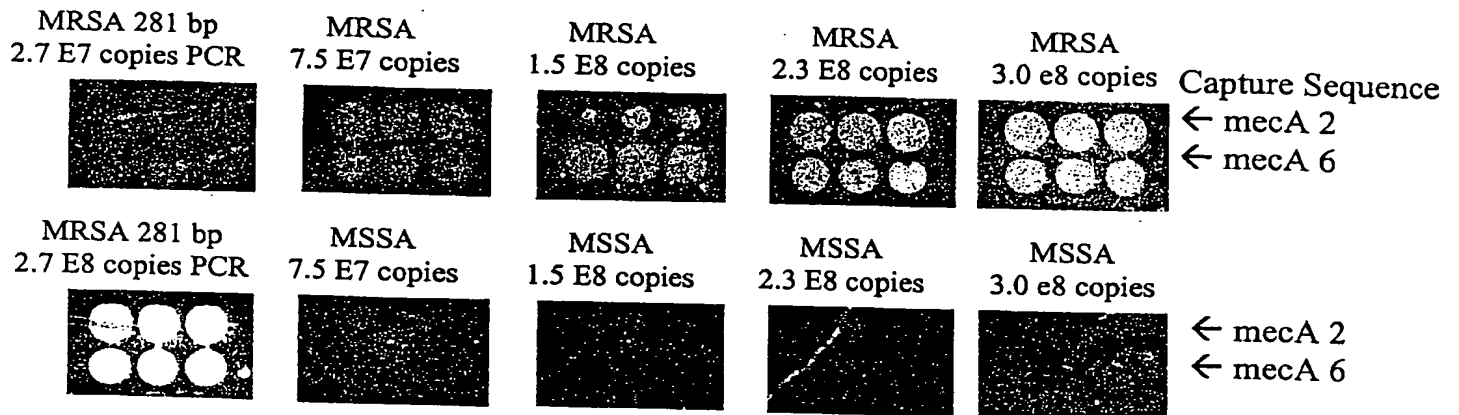 MRSA 281 bp
2.7 E7 copies PCR
MRSA
7.5 E7 copies
MRSA
1.5 E8 copies
MRSA
2.3 E8 copies
MRSA
3.0 e8 copies
Capture Sequence
← mecA 2
← mecA 6
MRSA 281 bp
2.7 E8 copies PCR
MSSA
7.5 E7 copies
MSSA
1.5 E8 copies
MSSA
2.3 E8 copies
MSSA
3.0 e8 copies
← mecA 2
← mecA 6